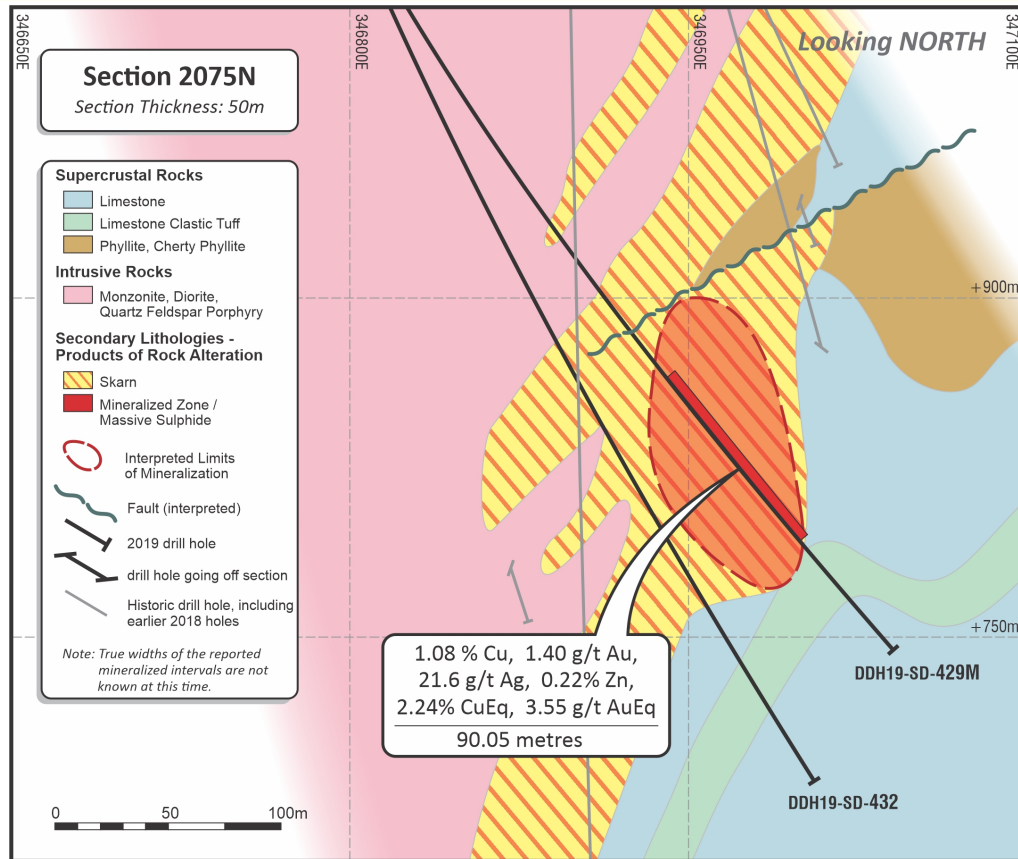 346650E
346800E
346950E
347100E
Looking NORTH
Section 2075N
Section Thickness: 50m
Supercrustal Rocks
Limestone
Limestone Clastic Tuff
Phyllite, Cherty Phyllite
Intrusive Rocks
Monzonite, Diorite,
Quartz Feldspar Porphyry
Secondary Lithologies -
Products of Rock Alteration
Skarn
Mineralized Zone /
Massive Sulphide
Interpreted Limits
of Mineralization
Fault (interpreted)
2019 drill hole
drill hole going off section
Historic drill hole, including
earlier 2018 holes
Note: True widths of the reported
mineralized intervals are not
known at this time.
+900m
+750m
1.08 % Cu, 1.40 g/t Au,
21.6 g/t Ag, 0.22% Zn,
2.24% CuEq, 3.55 g/t AuEq
90.05 metres
DDH19-SD-429M
DDH19-SD-432
0 50 100m